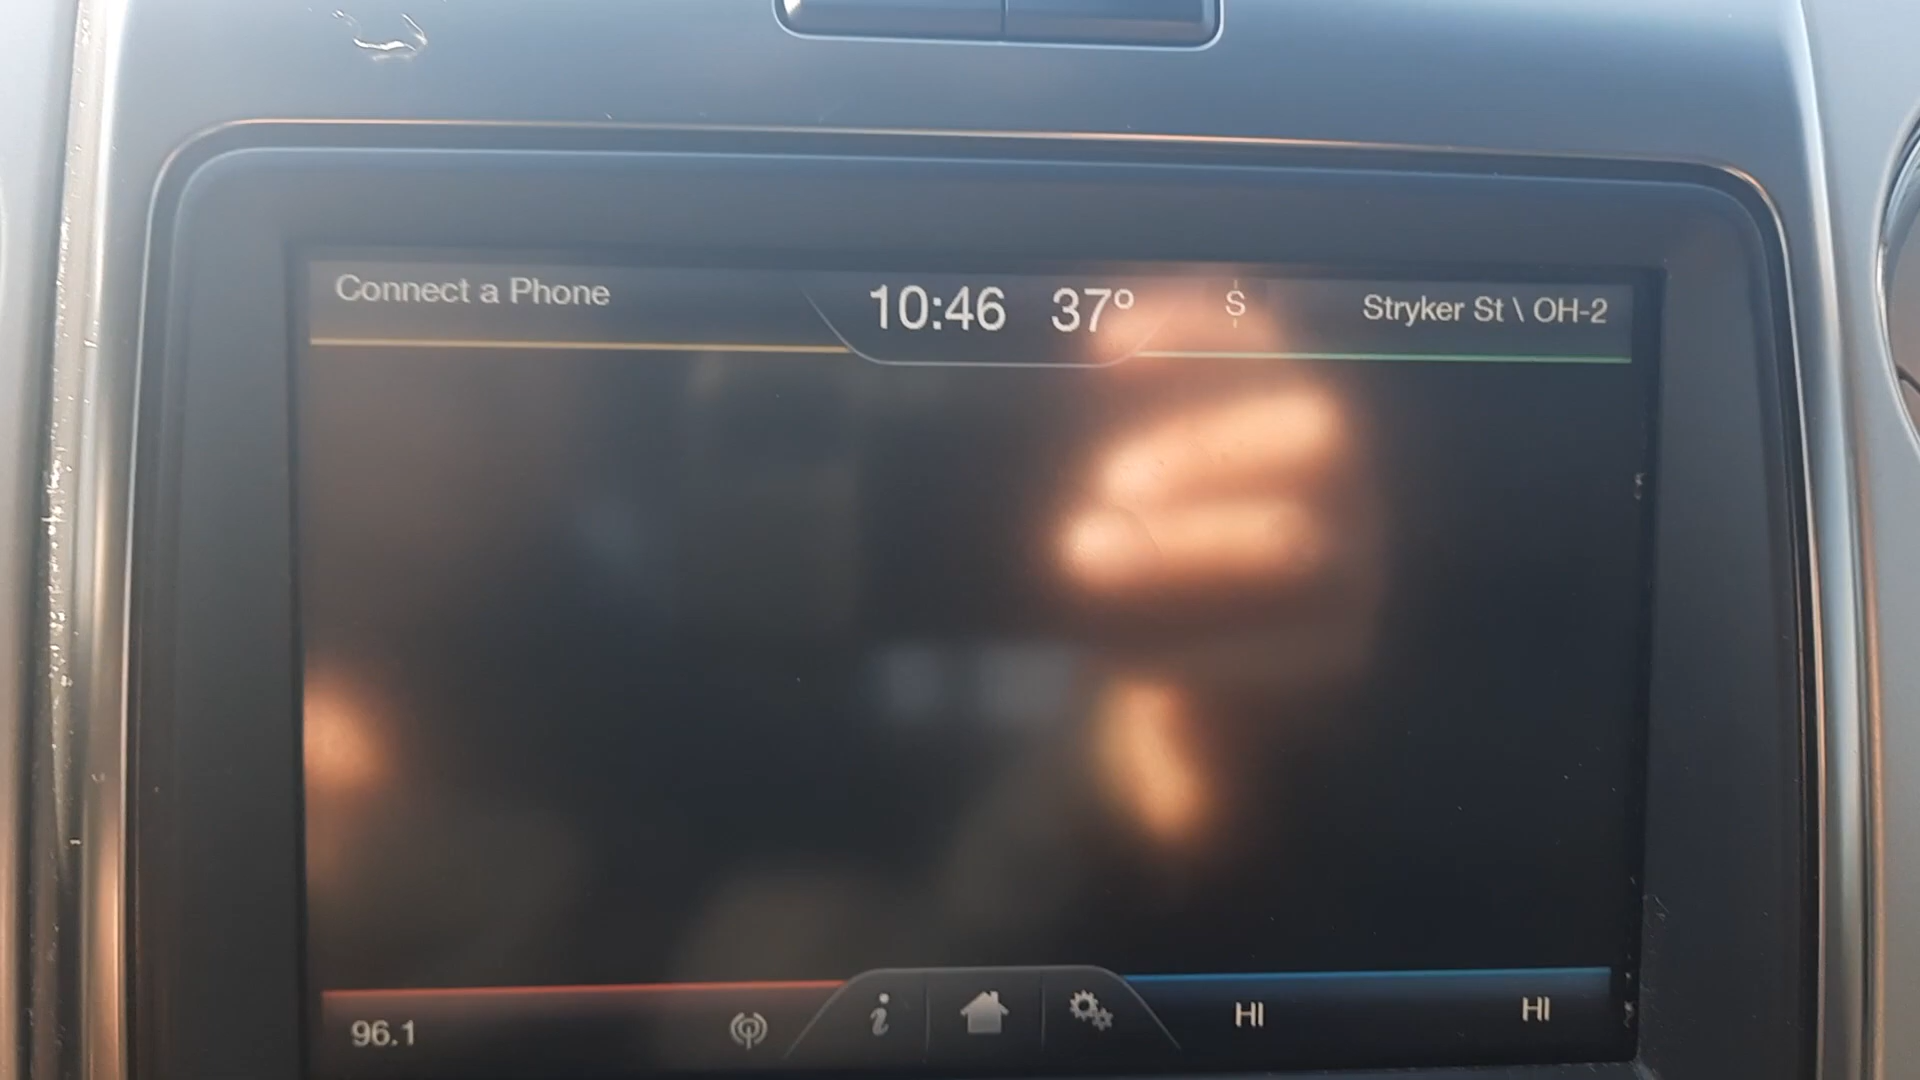 Connect a Phone
10:46 37°
S
Stryker St \ OH-2
96.1
HI
HI